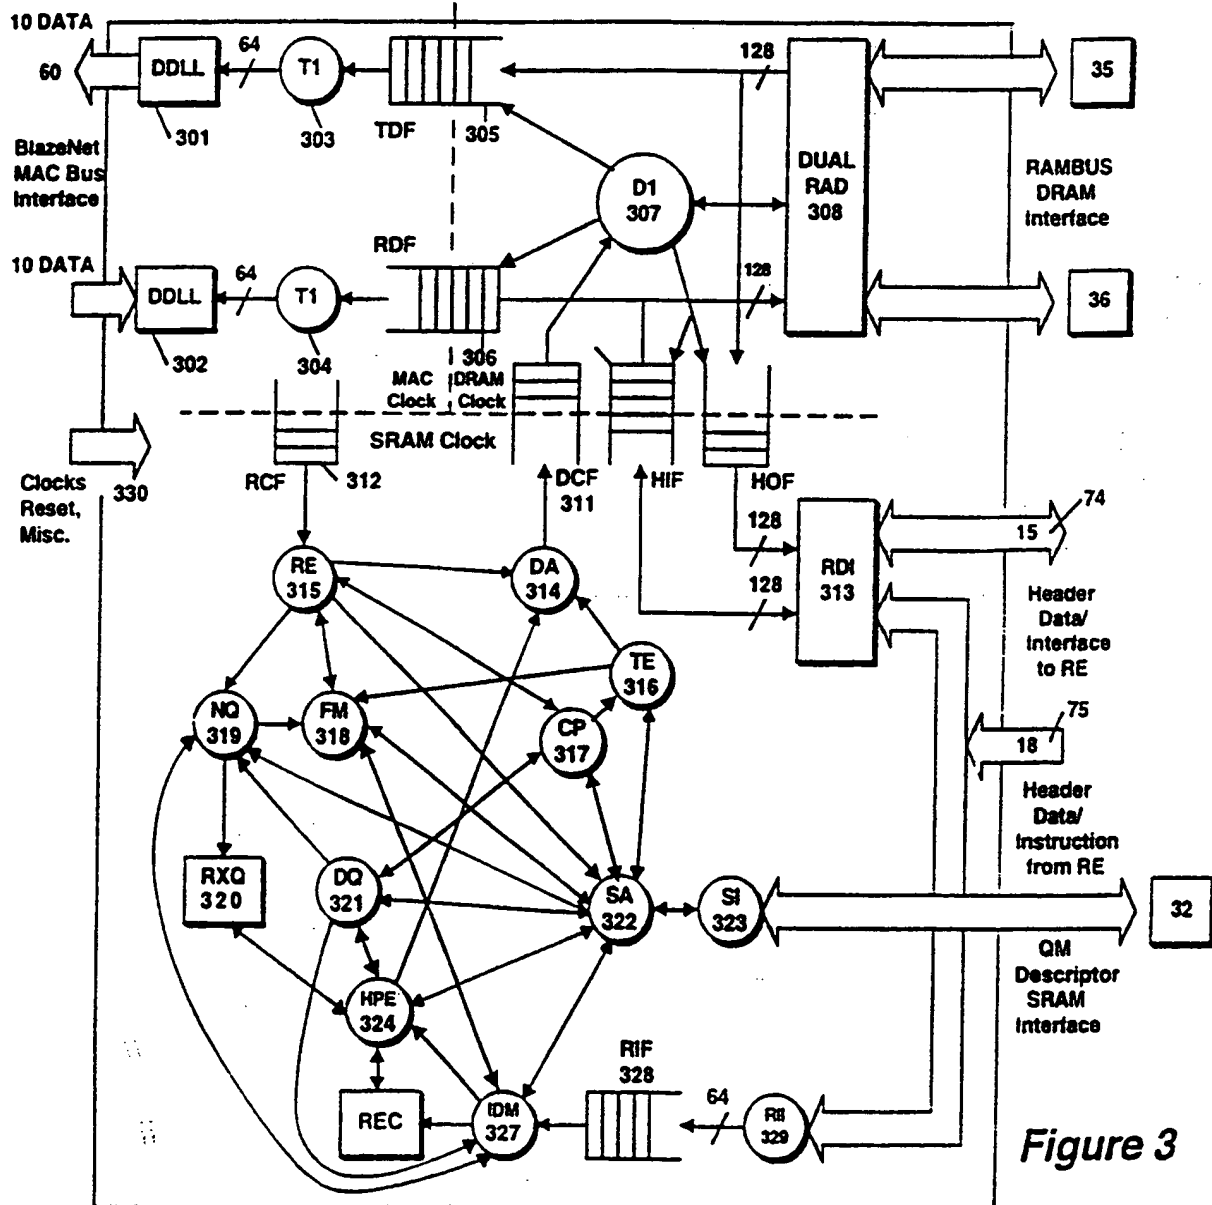 10 DATA
60
DDLL
64
T1
128
35
301
303
TDF
305
BlazeNet
MAC Bus
Interface
DUAL
RAD
308
D1
307
RAMBUS
DRAM
Interface
RDF
10 DATA
DDLL
64
T1
128
36
302
304
306
MAC
Clock
DRAM
Clock
SRAM Clock
Clocks
Reset,
Misc.
330
RCF
312
DCF
311
HIF
HOF
128
128
RDI
313
15
74
Header
Data/
Interface
to RE
RE
315
DA
314
TE
316
NQ
319
FM
318
CP
317
18
75
Header
Data/
Instruction
from RE
RXQ
320
DQ
321
SA
322
SI
323
32
QM
Descriptor
SRAM
Interface
HPE
324
RIF
328
REC
IDM
327
64
RII
329
Figure 3